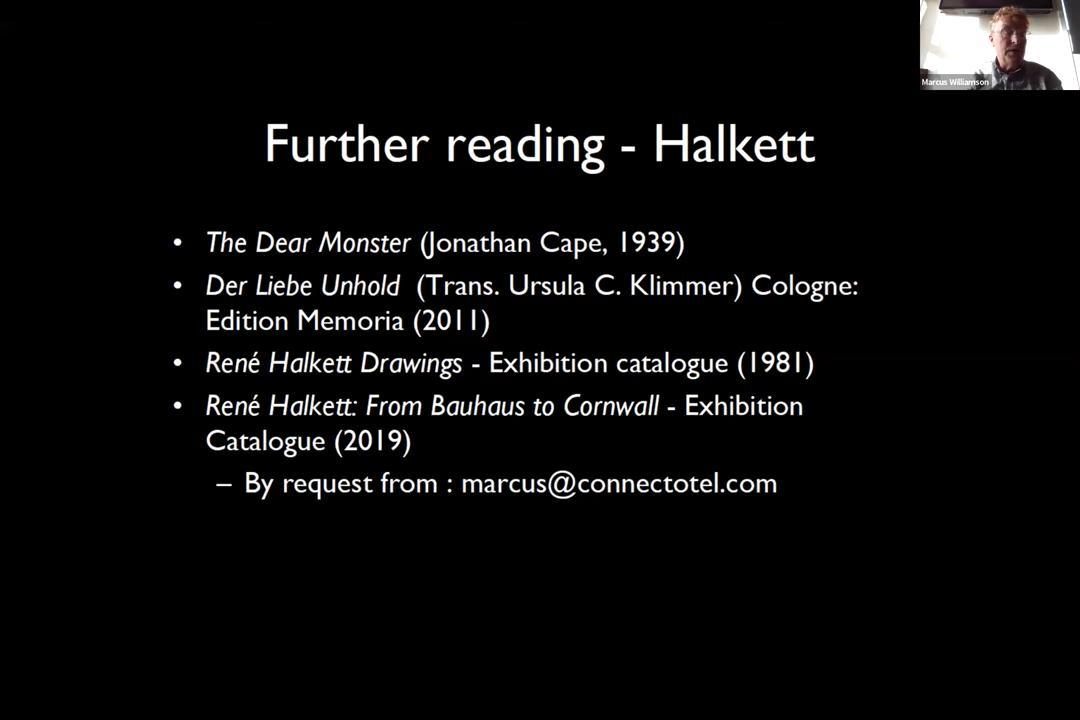 Marcus Williamson
Further reading - Halkett
• The Dear Monster (Jonathan Cape, 1939)
• Der Liebe Unhold (Trans. Ursula C. Klimmer) Cologne:
Edition Memoria (2011)
• René Halkett Drawings - Exhibition catalogue (1981)
• René Halkett: From Bauhaus to Cornwall - Exhibition
Catalogue (2019)
– By request from : marcus@connectotel.com